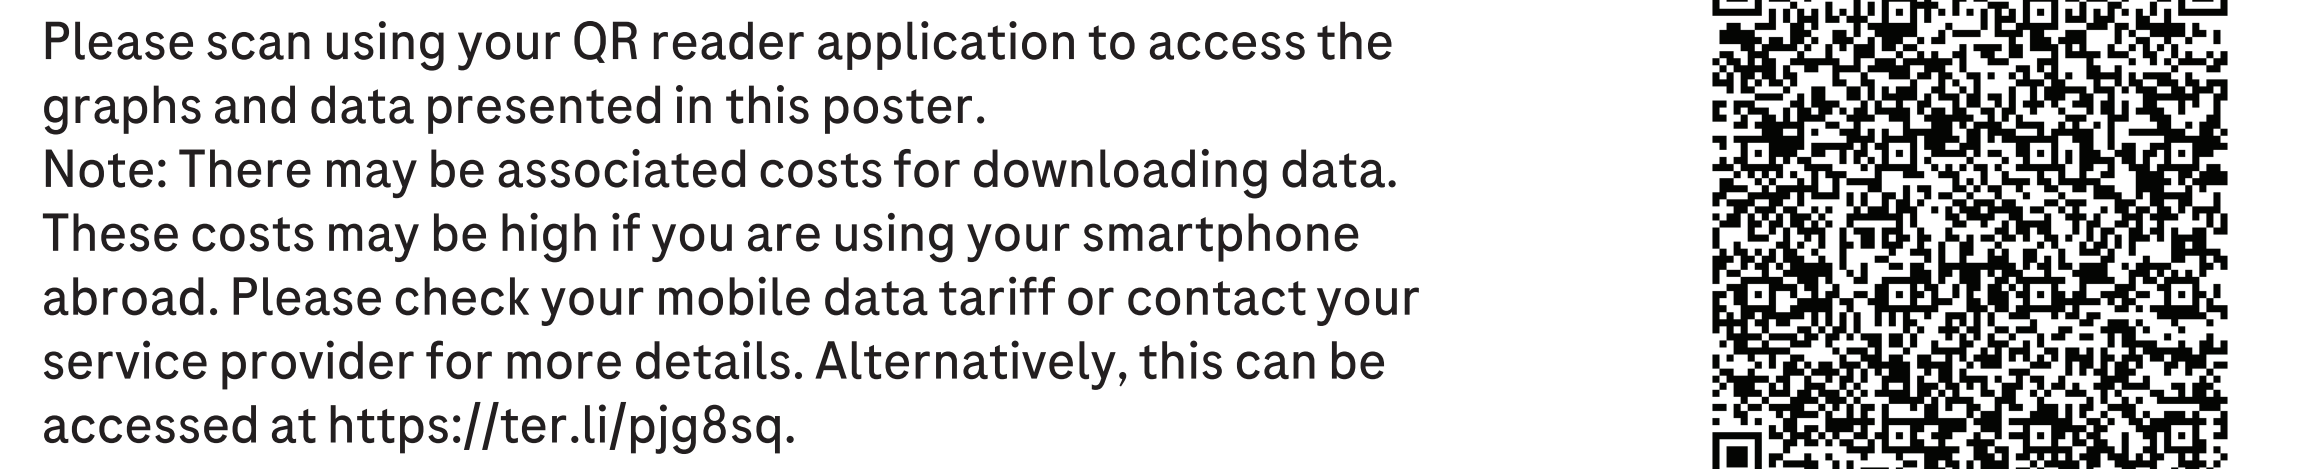 Please scan using your QR reader application to access the
graphs and data presented in this poster.
Note: There may be associated costs for downloading data.
These costs may be high if you are using your smartphone
abroad. Please check your mobile data tariff or contact your
service provider for more details. Alternatively, this can be
accessed at https://ter.li/pjg8sq.